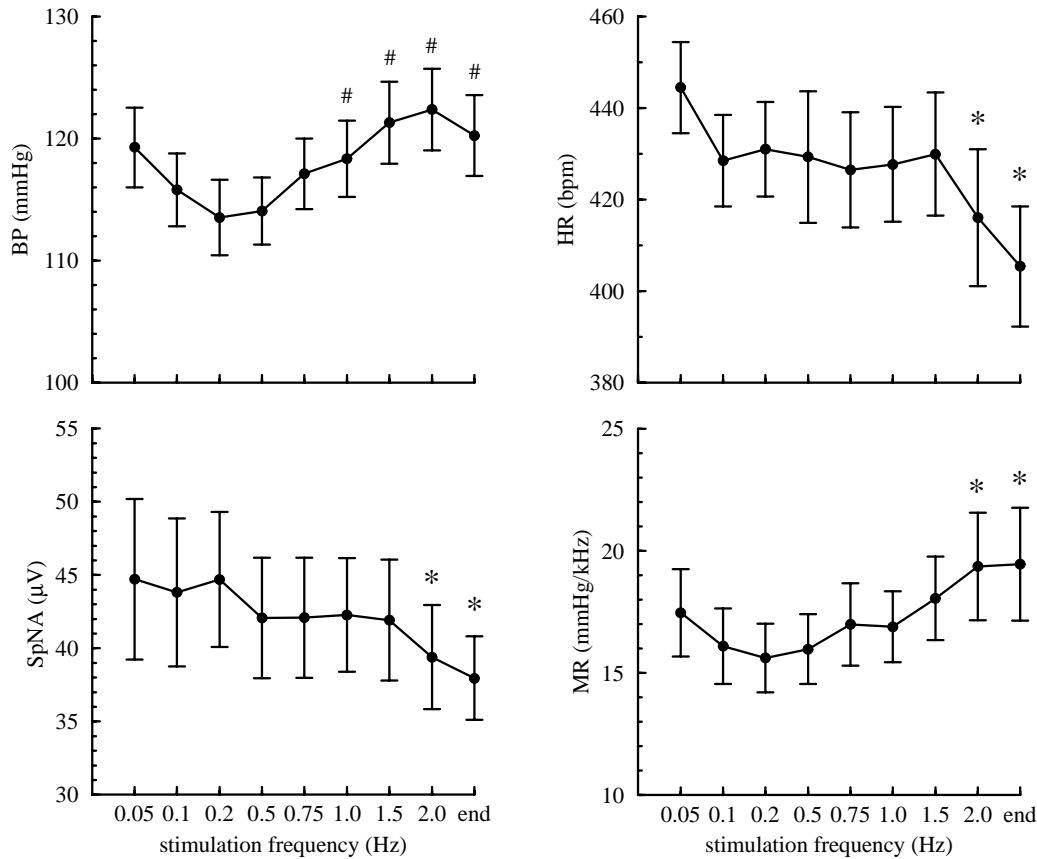 BP (mmHg)
130
120
110
100
# # # #
HR (bpm)
460
440
420
400
380
* *
SpNA (µV)
55
50
45
40
35
30
* *
0.05 0.1 0.2 0.5 0.75 1.0 1.5 2.0 end
stimulation frequency (Hz)
MR (mmHg/kHz)
25
20
15
10
* *
0.05 0.1 0.2 0.5 0.75 1.0 1.5 2.0 end
stimulation frequency (Hz)